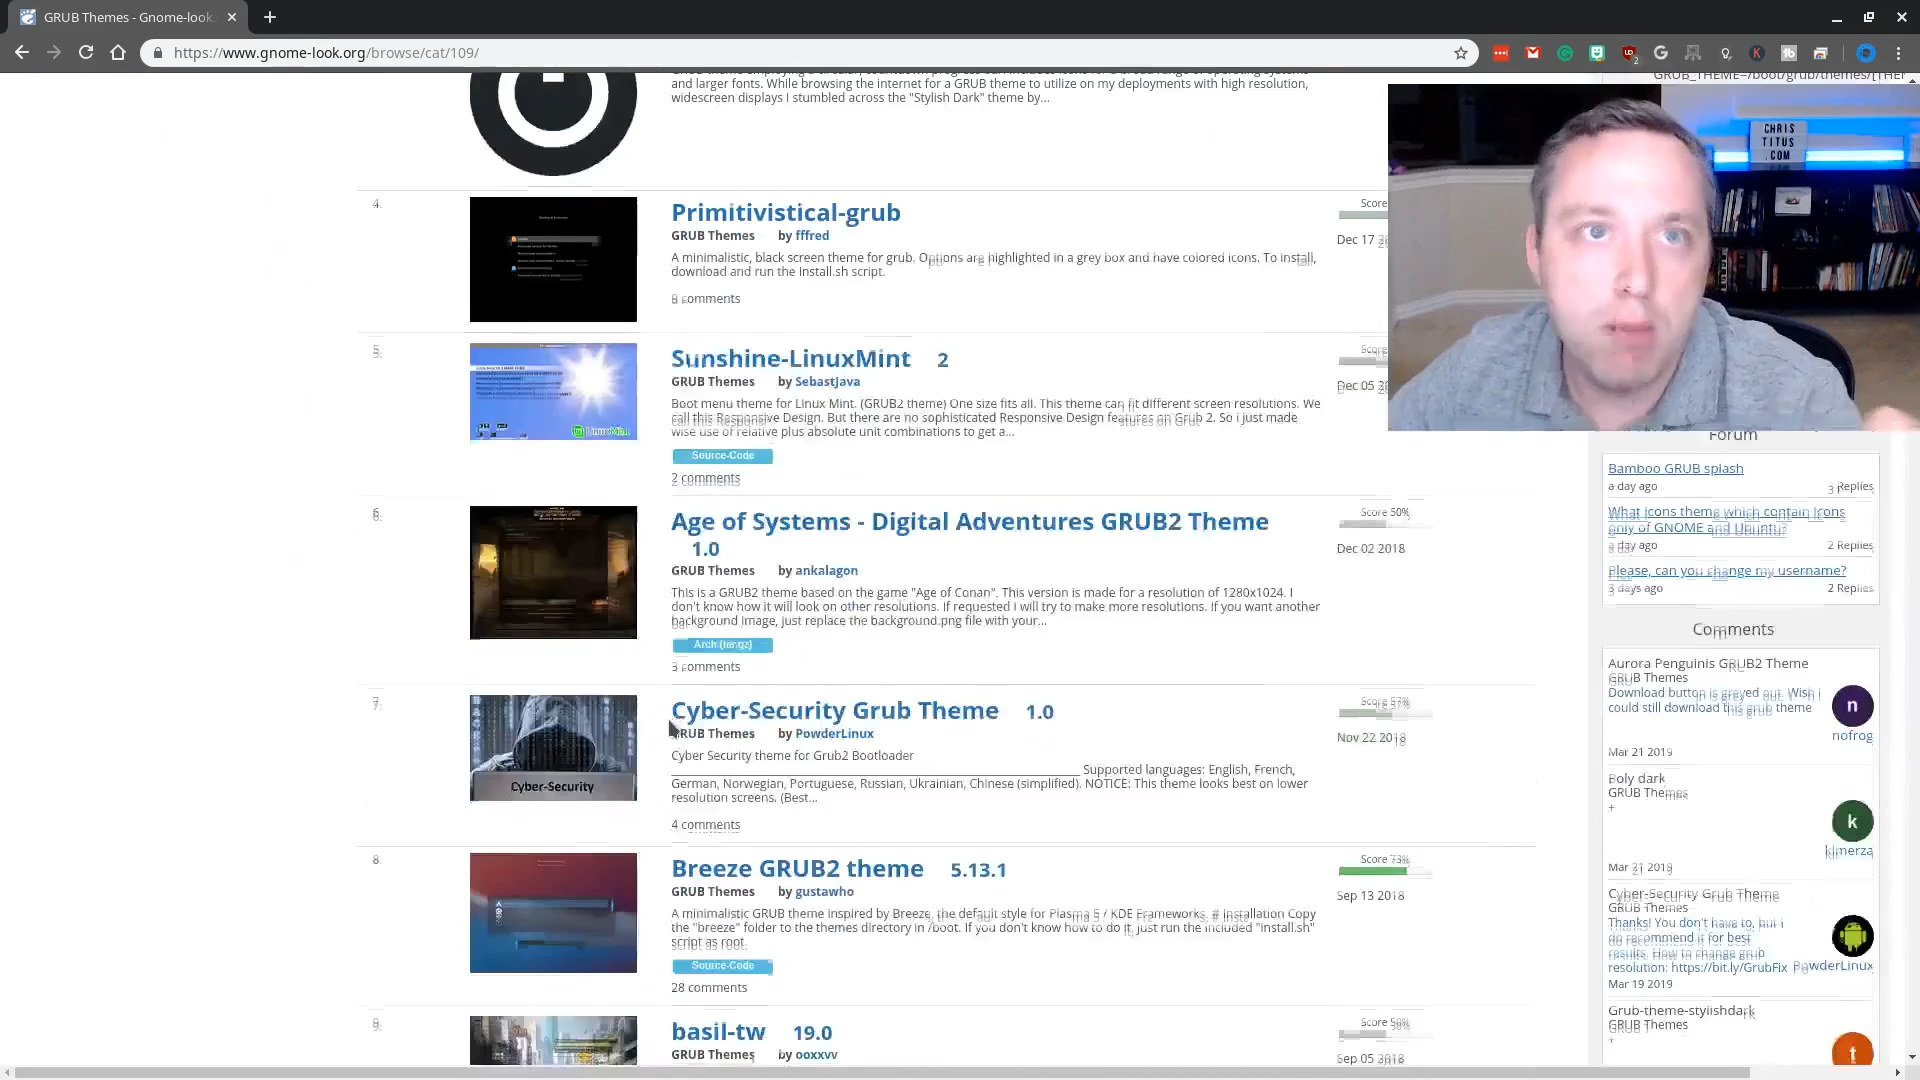 GRUB Themes - Gnome-look.
https://www.gnome-look.org/browse/cat/109/
GRUB_THEME=/boot/grub/themes/[THE
and larger fonts. While browsing the internet for a GRUB theme to utilize on my deployments with high resolution,
widescreen displays I stumbled across the "Stylish Dark" theme by...
CHRIS
TITUS
.COM
4.
Primitivistical-grub
GRUB Themes by fffred
A minimalistic, black screen theme for grub. Options are highlighted in a grey box and have colored icons. To install,
download and run the Install.sh script.
8 comments
Score
Dec 17
5.
Sunshine-LinuxMint 2
GRUB Themes by SebastJava
Boot menu theme for Linux Mint. (GRUB2 theme) One size fits all. This theme can fit different screen resolutions. We
call this Responsive Design. But there are no sophisticated Responsive Design features on Grub 2. So i just made
wise use of relative plus absolute unit combinations to get a...
Source-Code
2 comments
Score
Dec 05
6.
Age of Systems - Digital Adventures GRUB2 Theme
1.0
GRUB Themes by ankalagon
This is a GRUB2 theme based on the game "Age of Conan". This version is made for a resolution of 1280x1024. I
don't know how it will look on other resolutions. If requested I will try to make more resolutions. If you want another
background image, just replace the background.png file with your...
Arch (tar.gz)
3 comments
Score 50%
Dec 02 2018
7.
Cyber-Security
Cyber-Security Grub Theme 1.0
GRUB Themes by PowderLinux
Cyber Security theme for Grub2 Bootloader
Supported languages: English, French,
German, Norwegian, Portuguese, Russian, Ukrainian, Chinese (simplified). NOTICE: This theme looks best on lower
resolution screens. (Best...
4 comments
Score 57%
Nov 22 2018
8.
Breeze GRUB2 theme 5.13.1
GRUB Themes by gustawho
A minimalistic GRUB theme inspired by Breeze, the default style for Plasma 5 / KDE Frameworks. # Installation Copy
the "breeze" folder to the themes directory in /boot. If you don't know how to do it, just run the included "install.sh"
script as root.
Source-Code
28 comments
Score 73%
Sep 13 2018
9.
basil-tw 19.0
GRUB Themes by ooxxvv
Score 50%
Sep 05 2018
Forum
Bamboo GRUB splash
a day ago 3 Replies
What icons theme which contain Icons
only of GNOME and Ubuntu?
a day ago 2 Replies
Please, can you change my username?
3 days ago 2 Replies
Comments
Aurora Penguinis GRUB2 Theme
GRUB Themes
Download button is greyed out. Wish i
could still download this grub theme
n
nofrog
Mar 21 2019
Poly dark
GRUB Themes
+
k
kimerza
Mar 21 2019
Cyber-Security Grub Theme
GRUB Themes
Thanks! You don't have to, but i
do recommend it for best
results. How to change grub
resolution: https://bit.ly/GrubFix
PowderLinux
Mar 19 2019
Grub-theme-stylishdark
GRUB Themes
+
t